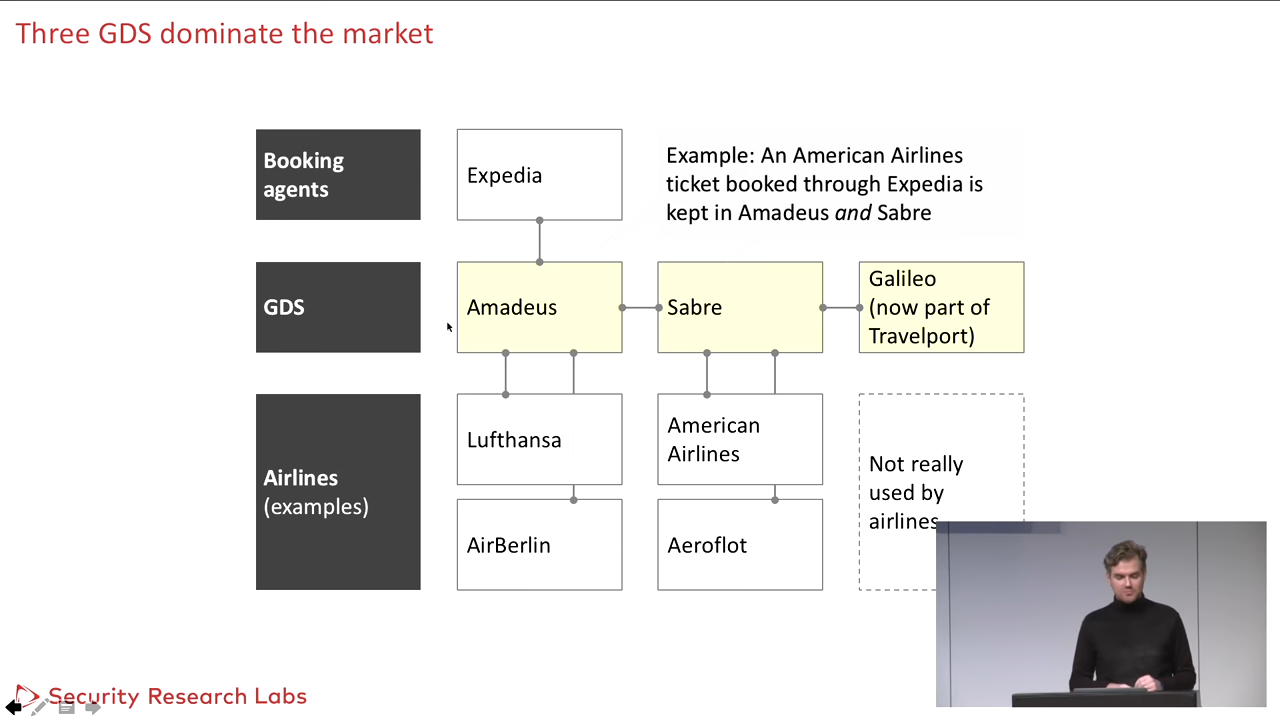 Three GDS dominate the market
Booking
agents
Expedia
Example: An American Airlines
ticket booked through Expedia is
kept in Amadeus and Sabre
GDS
Amadeus
Sabre
Galileo
(now part of
Travelport)
Airlines
(examples)
Lufthansa
American
Airlines
Not really
used by
airlines
AirBerlin
Aeroflot
Security Research Labs